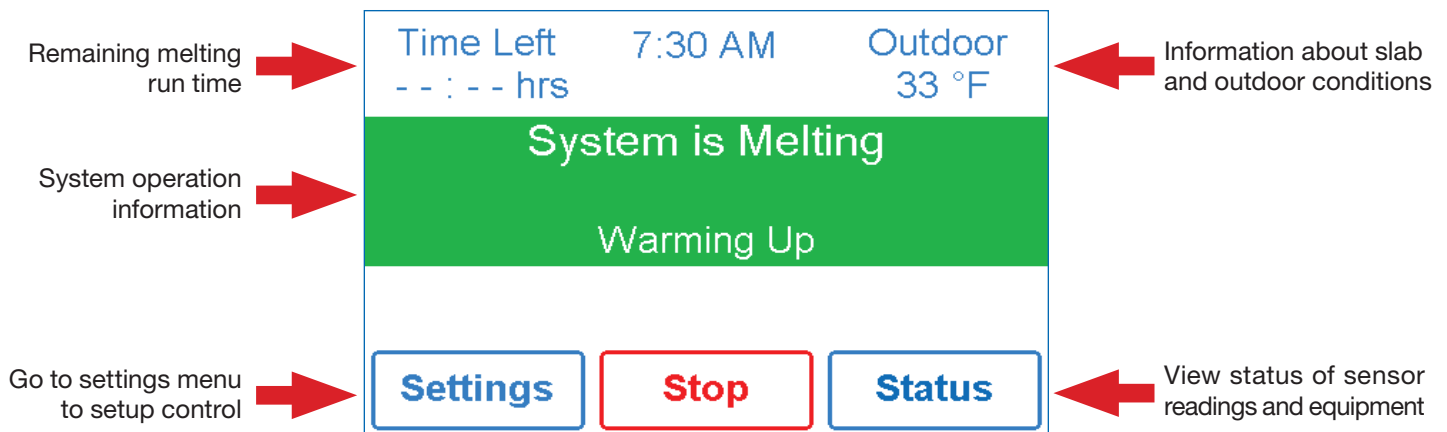 Remaining melting
run time
Time Left
- - : - - hrs
7:30 AM
Outdoor
33 °F
Information about slab
and outdoor conditions
System operation
information
System is Melting
Warming Up
Go to settings menu
to setup control
Settings
Stop
Status
View status of sensor
readings and equipment